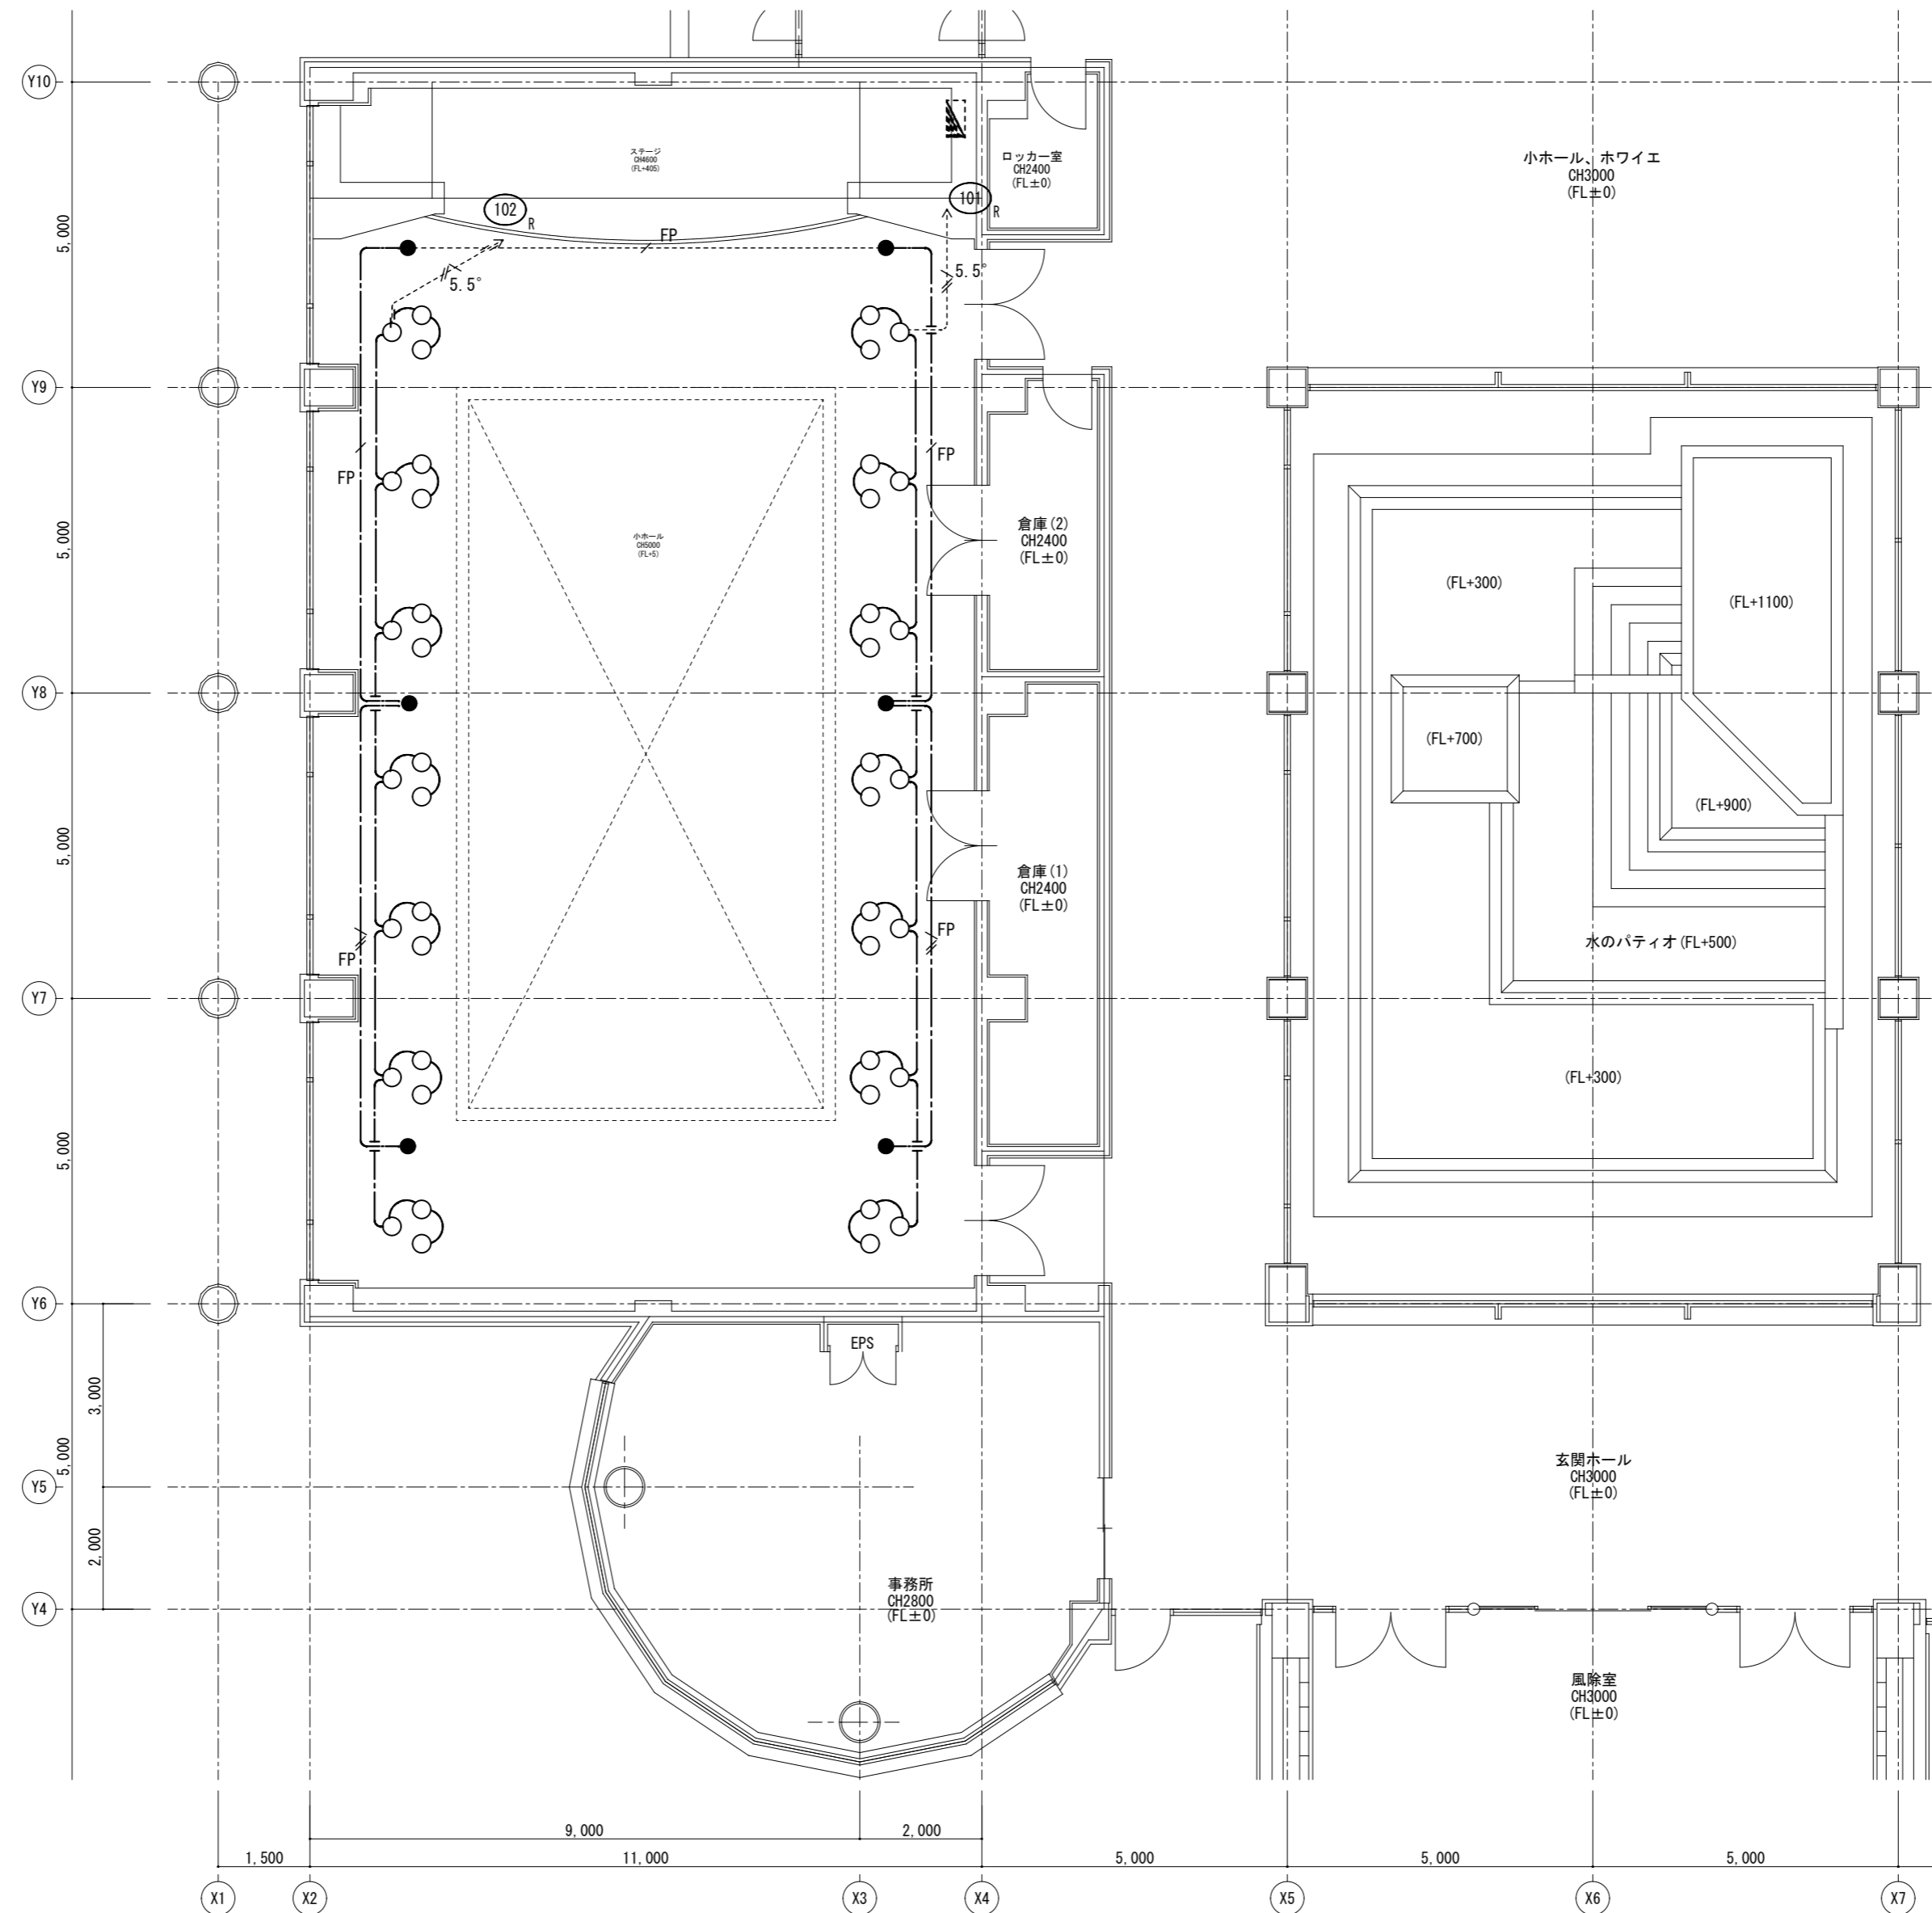 Y10
ステージ
CH4600
(FL+405)
ロッカー室
CH2400
(FL±0)
小ホール、ホワイエ
CH3000
(FL±0)
102
R
101
R
5,000
FP
5.5°
5.5°
Y9
FP
FP
小ホール
CH5000
(FL+5)
倉庫(2)
CH2400
(FL±0)
5,000
(FL+300)
(FL+1100)
Y8
(FL+700)
(FL+900)
5,000
倉庫(1)
CH2400
(FL±0)
FP
FP
水のパティオ(FL+500)
Y7
(FL+300)
5,000
Y6
EPS
3,000
5,000
玄関ホール
CH3000
(FL±0)
Y5
2,000
事務所
CH2800
(FL±0)
Y4
風除室
CH3000
(FL±0)
9,000
2,000
1,500
11,000
5,000
5,000
5,000
X1
X2
X3
X4
X5
X6
X7